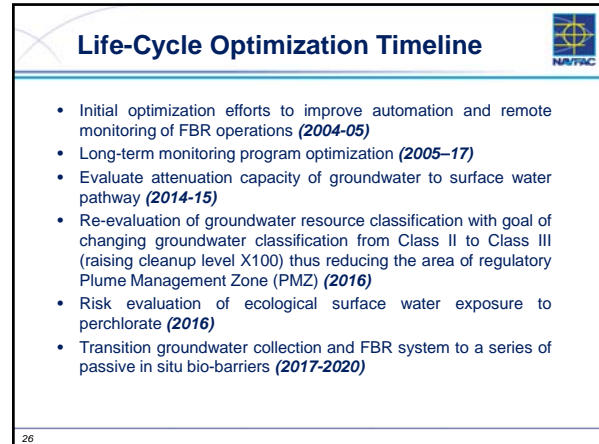 Life-Cycle Optimization Timeline
NAVFAC
• Initial optimization efforts to improve automation and remote
monitoring of FBR operations (2004-05)
• Long-term monitoring program optimization (2005–17)
• Evaluate attenuation capacity of groundwater to surface water
pathway (2014-15)
• Re-evaluation of groundwater resource classification with goal of
changing groundwater classification from Class II to Class III
(raising cleanup level X100) thus reducing the area of regulatory
Plume Management Zone (PMZ) (2016)
• Risk evaluation of ecological surface water exposure to
perchlorate (2016)
• Transition groundwater collection and FBR system to a series of
passive in situ bio-barriers (2017-2020)
26